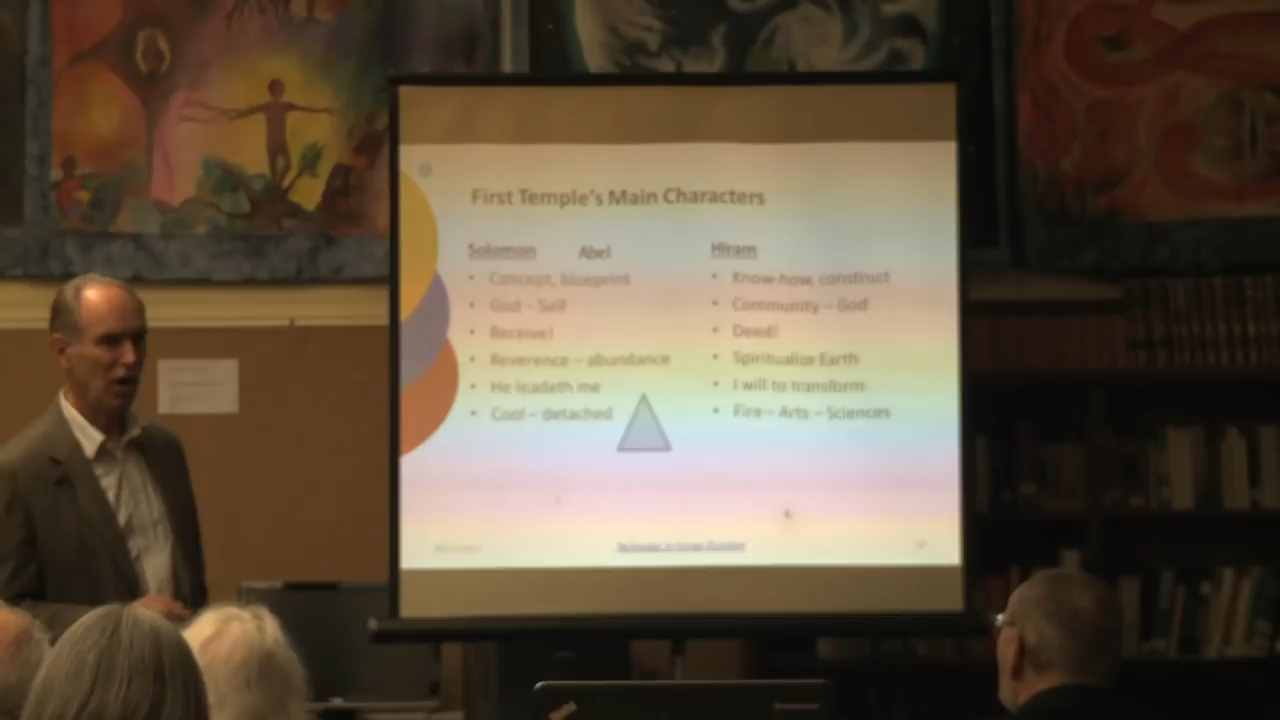 First Temple's Main Characters
Solomon Abel
• Concept, blueprint
• God – Self
• Receive!
• Reverence – abundance
• He leadeth me
• Cool – detached
Hiram
• Know-how, construct
• Community – God
• Deed!
• Spiritualize Earth
• I will to transform
• Fire – Arts – Sciences